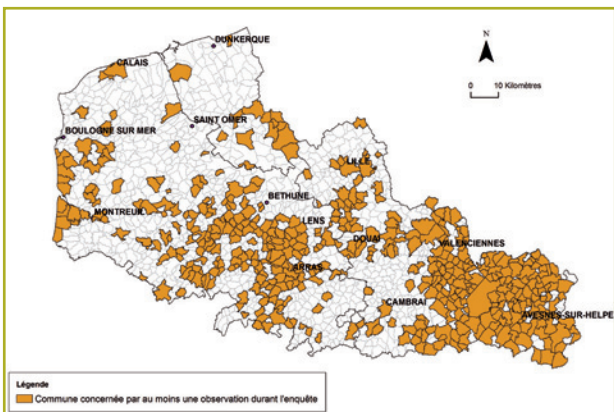 DUNKERQUE
CALAIS
N
0 10 Kilomètres
SAINT OMER
BOULOGNE SUR MER
LILLE
BETHUNE
MONTREUIL
LENS
DOUAI
VALENCIENNES
ARRAS
CAMBRAI
AVESNES-SUR-HELPE
Légende
Commune concernée par au moins une observation durant l'enquête